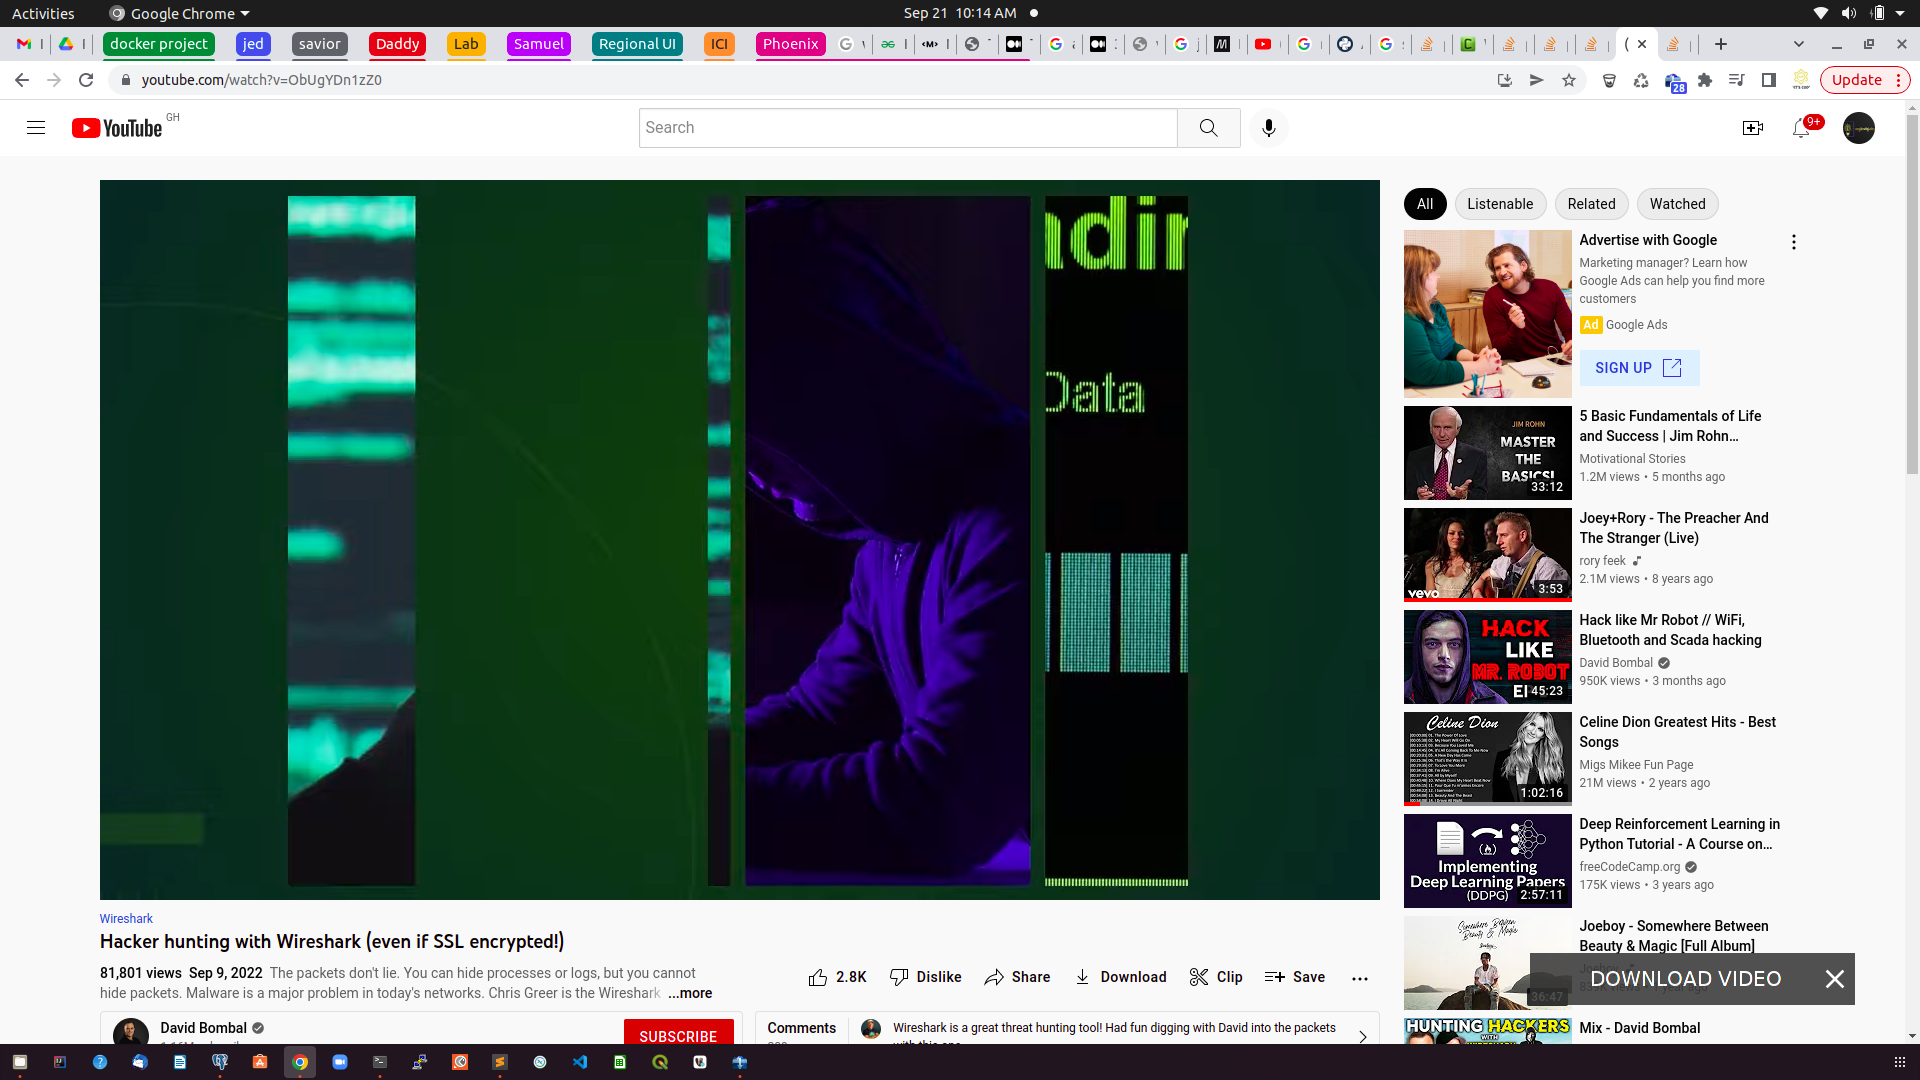 Activities
Google Chrome
Sep 21 10:14 AM
docker project
jed
savior
Daddy
Lab
Samuel
Regional UI
ICI
Phoenix
youtube.com/watch?v=ObUgYDn1zZ0
28
Update
YouTube
GH
Search
9+
adin
Data
All
Listenable
Related
Watched
Advertise with Google
Marketing manager? Learn how
Google Ads can help you find more
customers
Ad Google Ads
SIGN UP
JIM ROHN
MASTER
THE
BASICS!
33:12
5 Basic Fundamentals of Life
and Success | Jim Rohn...
Motivational Stories
1.2M views • 5 months ago
vevo
3:53
Joey+Rory - The Preacher And
The Stranger (Live)
rory feek
2.1M views • 8 years ago
HACK
LIKE
MR. ROBOT
45:23
Hack like Mr Robot // WiFi,
Bluetooth and Scada hacking
David Bombal
950K views • 3 months ago
Celine Dion
1:02:16
Celine Dion Greatest Hits - Best
Songs
Migs Mikee Fun Page
21M views • 2 years ago
Implementing
Deep Learning Papers
(DDPG)
2:57:11
Deep Reinforcement Learning in
Python Tutorial - A Course on...
freeCodeCamp.org
175K views • 3 years ago
Somewhere Between
Beauty & Magic
36:47
Joeboy - Somewhere Between
Beauty & Magic [Full Album]
DOWNLOAD VIDEO
HUNTING HACKERS
Mix - David Bombal
Wireshark
Hacker hunting with Wireshark (even if SSL encrypted!)
81,801 views Sep 9, 2022 The packets don't lie. You can hide processes or logs, but you cannot
hide packets. Malware is a major problem in today's networks. Chris Greer is the Wireshark ...more
2.8K
Dislike
Share
Download
Clip
Save
David Bombal
SUBSCRIBE
Comments
Wireshark is a great threat hunting tool! Had fun digging with David into the packets